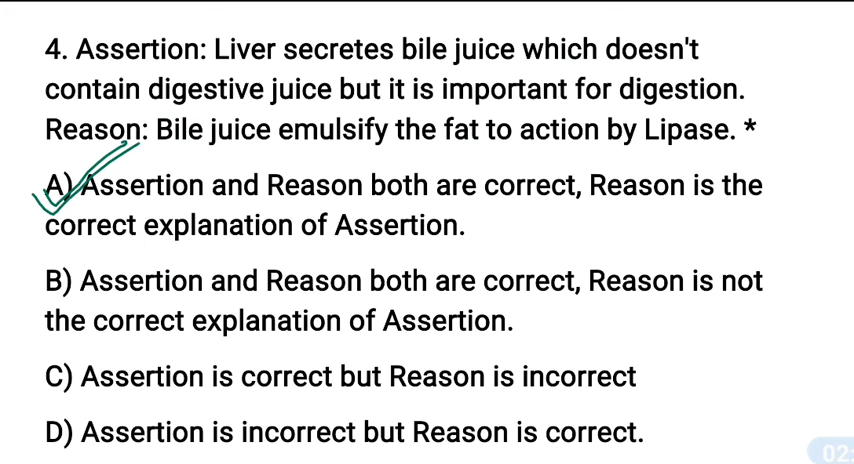 4. Assertion: Liver secretes bile juice which doesn't
contain digestive juice but it is important for digestion.
Reason: Bile juice emulsify the fat to action by Lipase. *
A) Assertion and Reason both are correct, Reason is the
correct explanation of Assertion.
B) Assertion and Reason both are correct, Reason is not
the correct explanation of Assertion.
C) Assertion is correct but Reason is incorrect
D) Assertion is incorrect but Reason is correct.